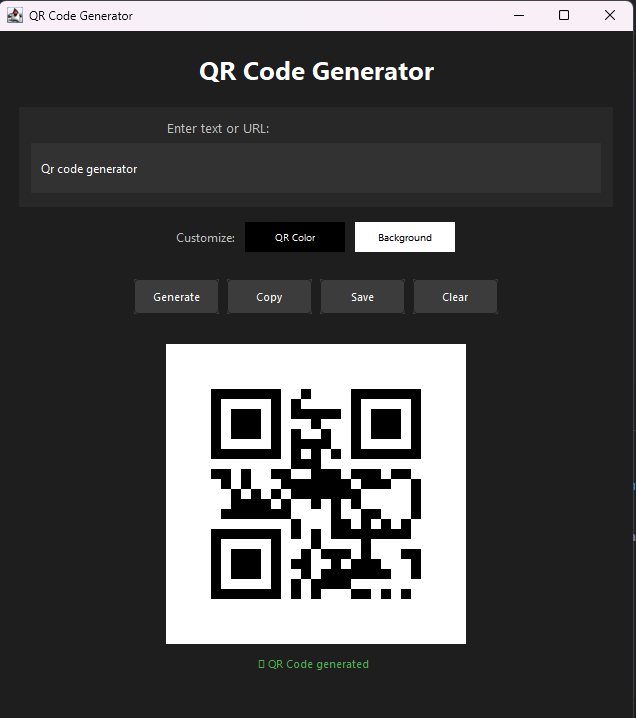 QR Code Generator
QR Code Generator
Enter text or URL:
Qr code generator
Customize: QR Color Background
Generate Copy Save Clear
QR Code generated